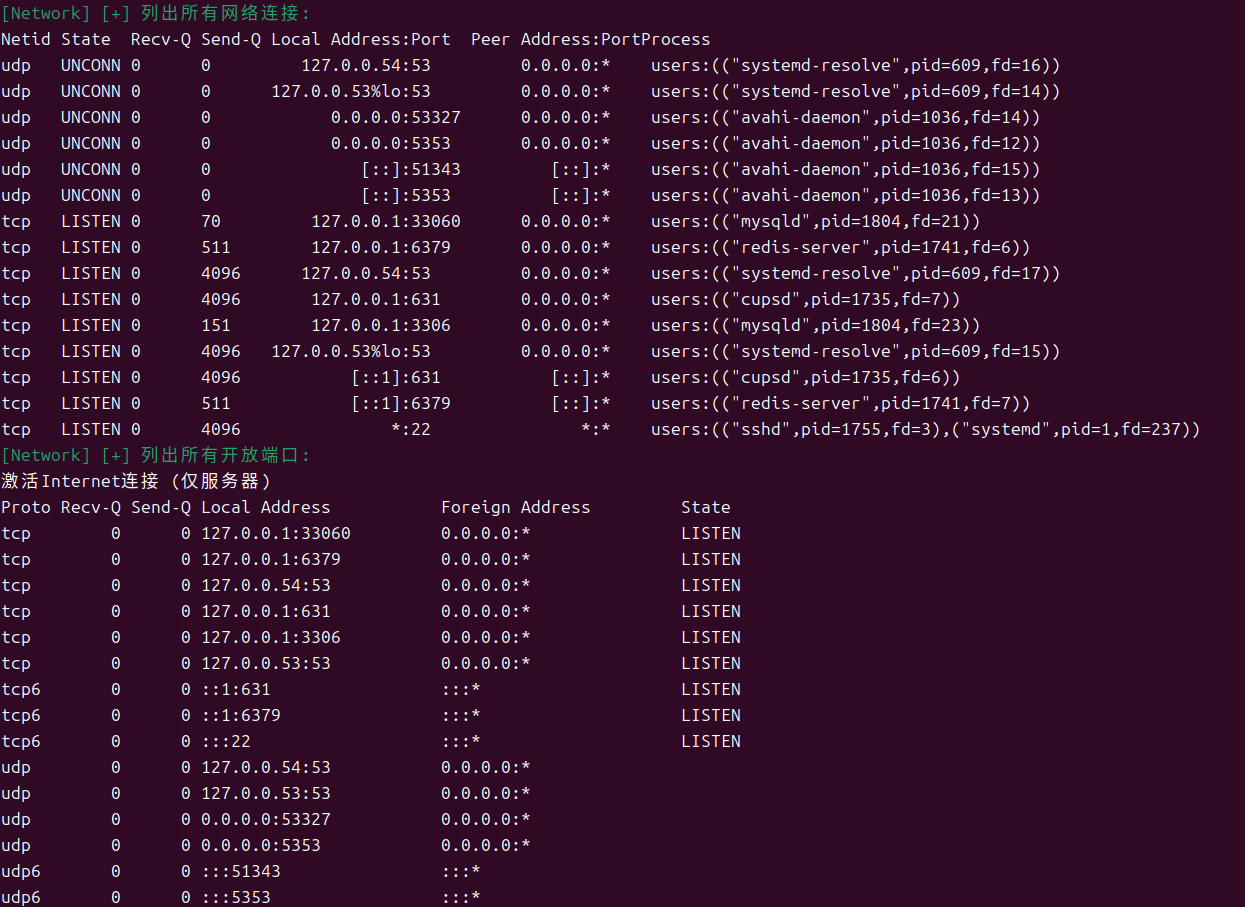 [Network] [+] 列出所有网络连接:
Netid State  Recv-Q Send-Q Local Address:Port  Peer Address:PortProcess
udp   UNCONN 0      0         127.0.0.54:53         0.0.0.0:*    users:(("systemd-resolve",pid=609,fd=16))
udp   UNCONN 0      0      127.0.0.53%lo:53         0.0.0.0:*    users:(("systemd-resolve",pid=609,fd=14))
udp   UNCONN 0      0            0.0.0.0:53327      0.0.0.0:*    users:(("avahi-daemon",pid=1036,fd=14))
udp   UNCONN 0      0            0.0.0.0:5353       0.0.0.0:*    users:(("avahi-daemon",pid=1036,fd=12))
udp   UNCONN 0      0               [::]:51343         [::]:*    users:(("avahi-daemon",pid=1036,fd=15))
udp   UNCONN 0      0               [::]:5353          [::]:*    users:(("avahi-daemon",pid=1036,fd=13))
tcp   LISTEN 0      70         127.0.0.1:33060      0.0.0.0:*    users:(("mysqld",pid=1804,fd=21))
tcp   LISTEN 0      511        127.0.0.1:6379       0.0.0.0:*    users:(("redis-server",pid=1741,fd=6))
tcp   LISTEN 0      4096      127.0.0.54:53         0.0.0.0:*    users:(("systemd-resolve",pid=609,fd=17))
tcp   LISTEN 0      4096       127.0.0.1:631        0.0.0.0:*    users:(("cupsd",pid=1735,fd=7))
tcp   LISTEN 0      151        127.0.0.1:3306       0.0.0.0:*    users:(("mysqld",pid=1804,fd=23))
tcp   LISTEN 0      4096   127.0.0.53%lo:53         0.0.0.0:*    users:(("systemd-resolve",pid=609,fd=15))
tcp   LISTEN 0      4096           [::1]:631           [::]:*    users:(("cupsd",pid=1735,fd=6))
tcp   LISTEN 0      511            [::1]:6379          [::]:*    users:(("redis-server",pid=1741,fd=7))
tcp   LISTEN 0      4096               *:22               *:*    users:(("sshd",pid=1755,fd=3),("systemd",pid=1,fd=237))
[Network] [+] 列出所有开放端口:
激活Internet连接 (仅服务器)
Proto Recv-Q Send-Q Local Address           Foreign Address         State
tcp        0      0 127.0.0.1:33060         0.0.0.0:*               LISTEN
tcp        0      0 127.0.0.1:6379          0.0.0.0:*               LISTEN
tcp        0      0 127.0.0.54:53           0.0.0.0:*               LISTEN
tcp        0      0 127.0.0.1:631           0.0.0.0:*               LISTEN
tcp        0      0 127.0.0.1:3306          0.0.0.0:*               LISTEN
tcp        0      0 127.0.0.53:53           0.0.0.0:*               LISTEN
tcp6       0      0 ::1:631                 :::*                    LISTEN
tcp6       0      0 ::1:6379                :::*                    LISTEN
tcp6       0      0 :::22                   :::*                    LISTEN
udp        0      0 127.0.0.54:53           0.0.0.0:*
udp        0      0 127.0.0.53:53           0.0.0.0:*
udp        0      0 0.0.0.0:53327           0.0.0.0:*
udp        0      0 0.0.0.0:5353            0.0.0.0:*
udp6       0      0 :::51343                :::*
udp6       0      0 :::5353                 :::*